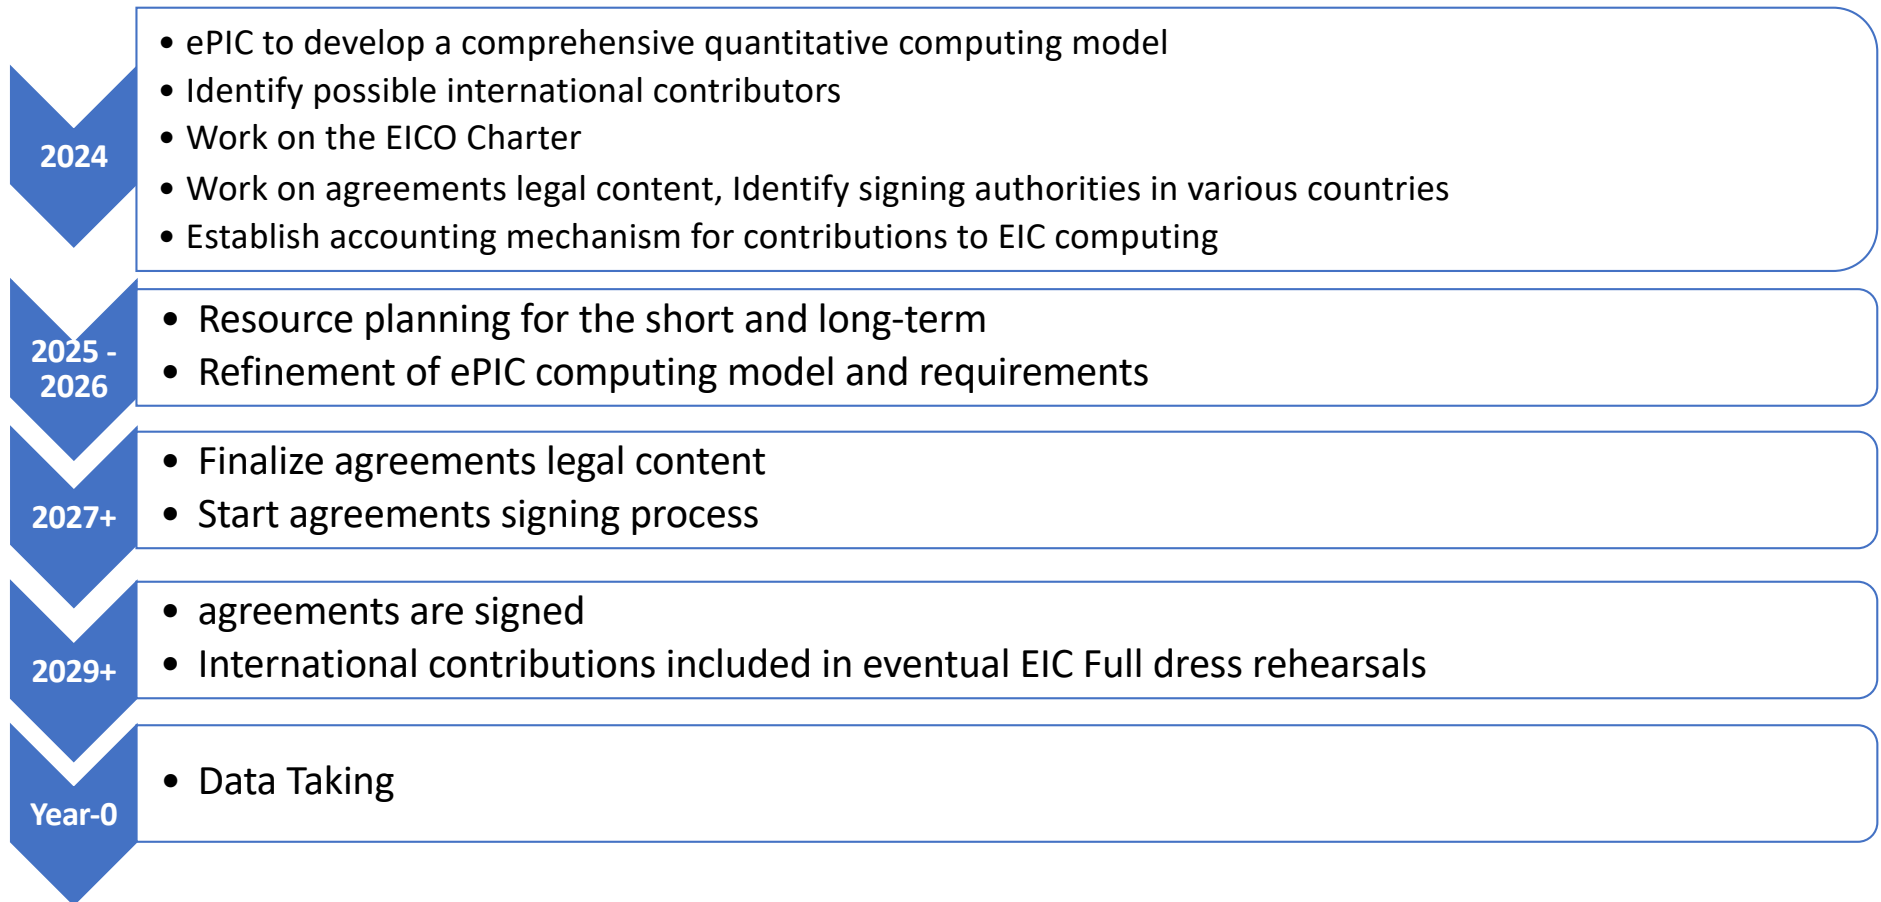 2024
• ePIC to develop a comprehensive quantitative computing model
• Identify possible international contributors
• Work on the EICO Charter
• Work on agreements legal content, Identify signing authorities in various countries
• Establish accounting mechanism for contributions to EIC computing
2025 -
2026
• Resource planning for the short and long-term
• Refinement of ePIC computing model and requirements
2027+
• Finalize agreements legal content
• Start agreements signing process
2029+
• agreements are signed
• International contributions included in eventual EIC Full dress rehearsals
Year-0
• Data Taking